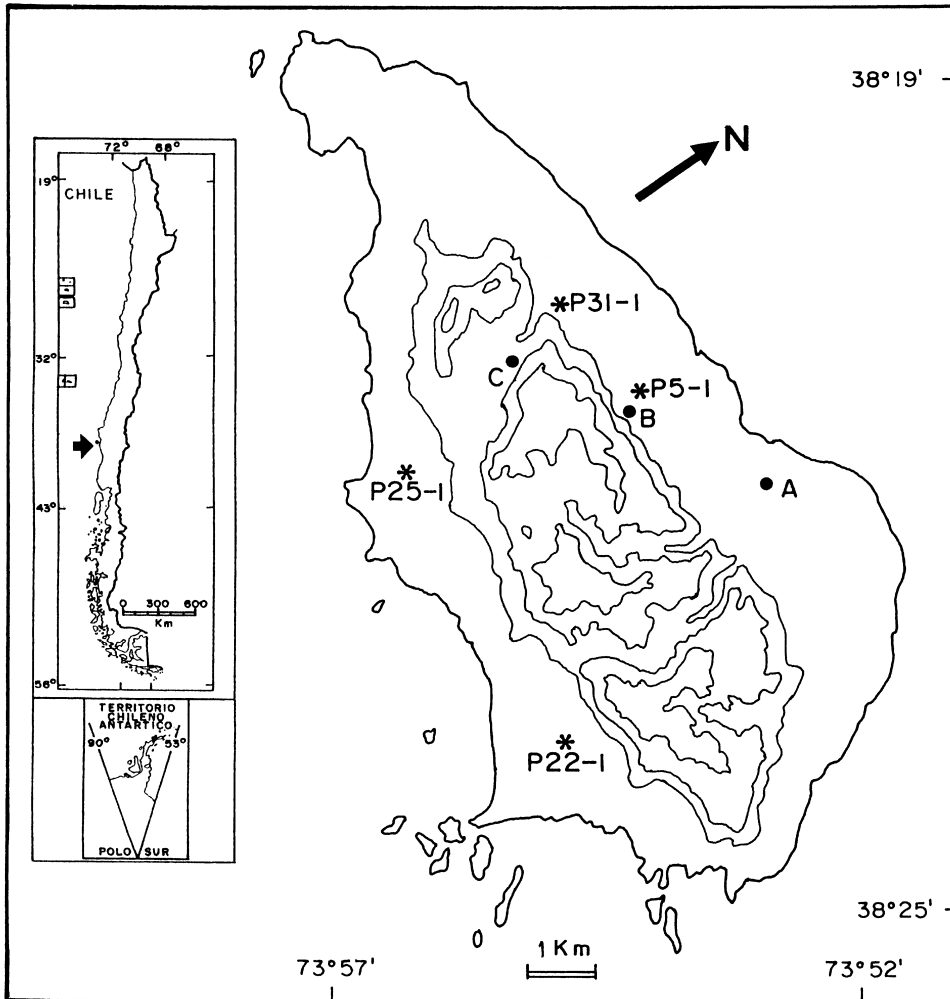 38°19'
N
72° 68°
19°
CHILE
32°
43°
56°
0 300 600
Km
TERRITORIO
CHILENO
ANTARTICO
90° 53°
POLO SUR
*P31-1
C
*P5-1
B
A
*
P25-1
*
P22-1
38°25'
1 Km
73°57'
73°52'